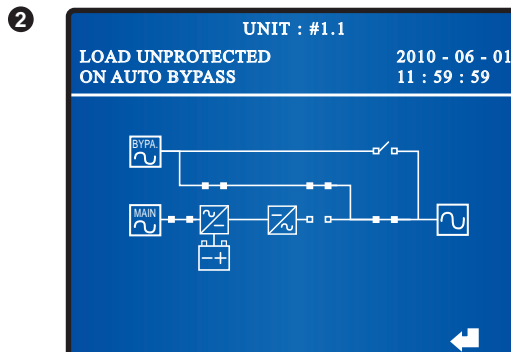 2
UNIT : #1.1
LOAD UNPROTECTED 2010 - 06 - 01
ON AUTO BYPASS 11 : 59 : 59
BYPA.
MAIN